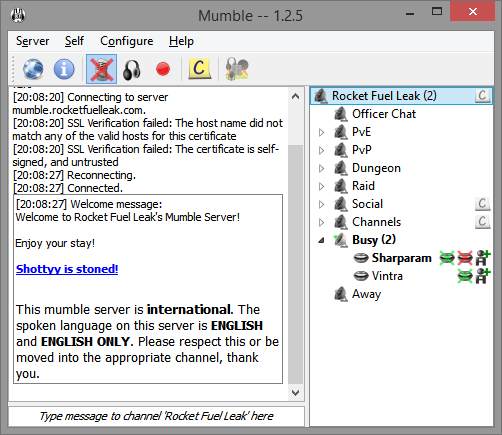 Mumble -- 1.2.5
Server Self Configure Help
[20:08:20] Connecting to server
mumble.rocketfuelleak.com.
[20:08:20] SSL Verification failed: The host name did not
match any of the valid hosts for this certificate
[20:08:20] SSL Verification failed: The certificate is self-
signed, and untrusted
[20:08:27] Reconnecting.
[20:08:27] Connected.
[20:08:27] Welcome message:
Welcome to Rocket Fuel Leak's Mumble Server!
Enjoy your stay!
Shottyy is stoned!
This mumble server is international. The
spoken language on this server is ENGLISH
and ENGLISH ONLY. Please respect this or be
moved into the appropriate channel, thank
you.
Type message to channel 'Rocket Fuel Leak' here
Rocket Fuel Leak (2)
Officer Chat
PvE
PvP
Dungeon
Raid
Social
Channels
Busy (2)
Sharparam
Vintra
Away